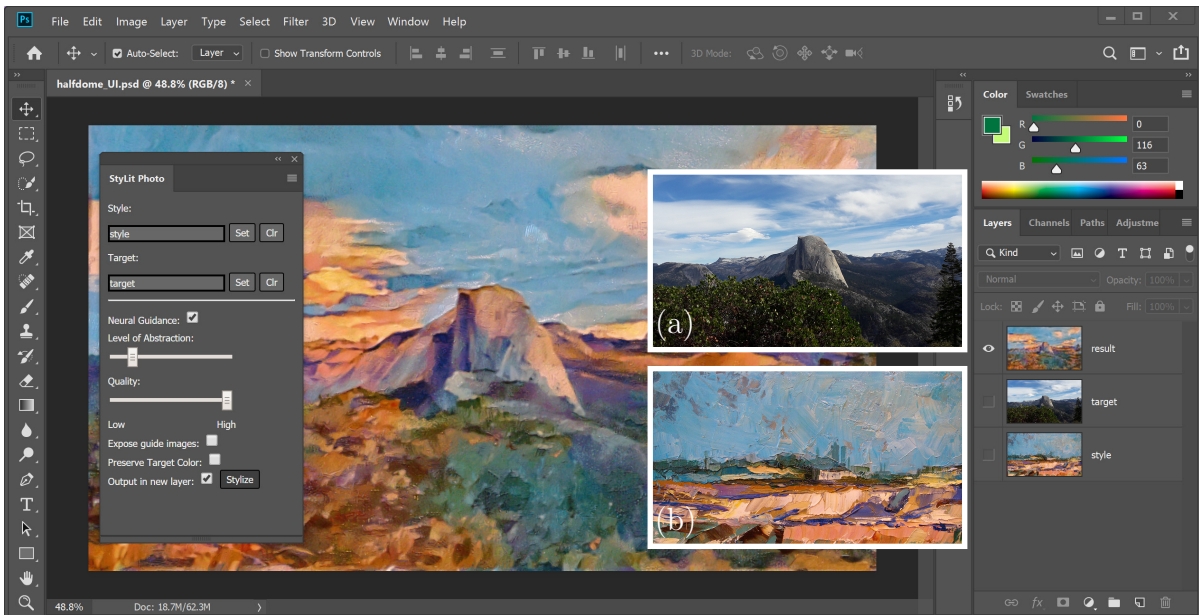 Ps File Edit Image Layer Type Select Filter 3D View Window Help
Auto-Select: Layer Show Transform Controls 3D Mode:
halfdome_UI.psd @ 48.8% (RGB/8) *
StyLit Photo
Style:
style Set Clr
Target:
target Set Clr
Neural Guidance:
Level of Abstraction:
Quality:
Low High
Expose guide images:
Preserve Target Color:
Output in new layer: Stylize
(a)
(b)
Color Swatches
R 0
G 116
B 63
Layers Channels Paths Adjustme
Kind
Normal Opacity: 100%
Lock: Fill: 100%
result
target
style
fx
48.8% Doc: 18.7M/62.3M